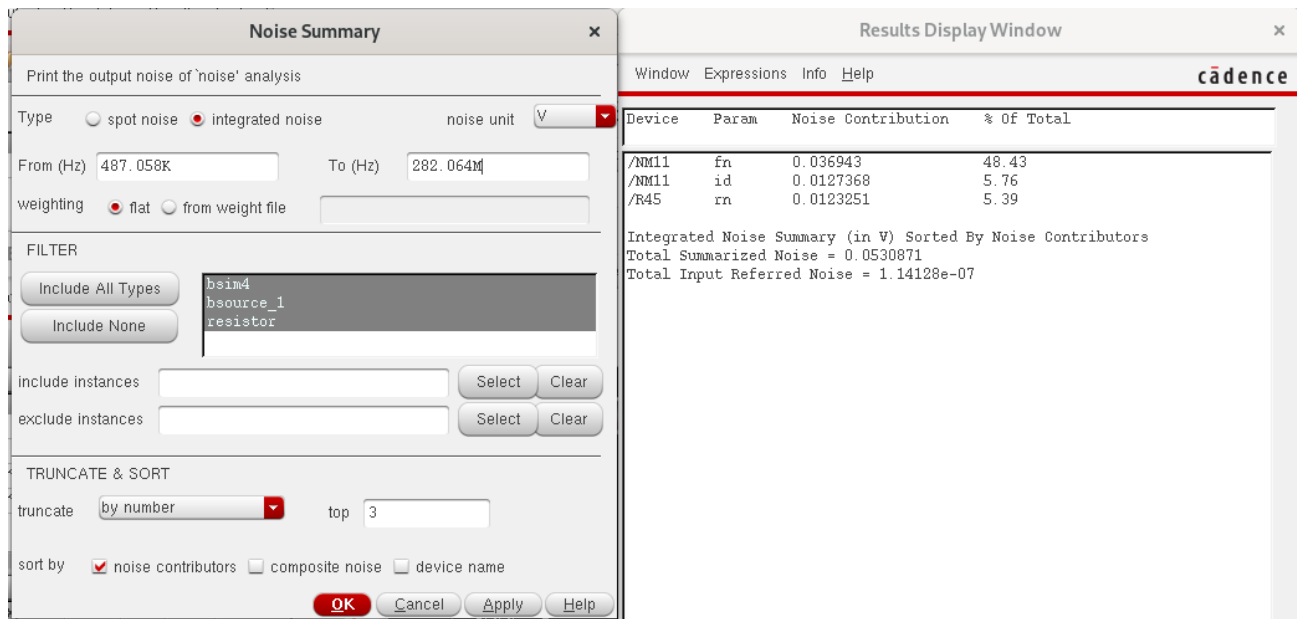 Noise Summary ×
Print the output noise of `noise' analysis
Type spot noise integrated noise noise unit V
From (Hz) 487.058K To (Hz) 282.064M
weighting flat from weight file
FILTER
Include All Types
Include None
bsim4
bsource_1
resistor
include instances Select Clear
exclude instances Select Clear
TRUNCATE & SORT
truncate by number top 3
sort by noise contributors composite noise device name
OK Cancel Apply Help
Results Display Window ×
Window Expressions Info Help cādence
Device Param Noise Contribution % Of Total
/NM11 fn 0.036943 48.43
/NM11 id 0.0127368 5.76
/R45 rn 0.0123251 5.39
Integrated Noise Summary (in V) Sorted By Noise Contributors
Total Summarized Noise = 0.0530871
Total Input Referred Noise = 1.14128e-07